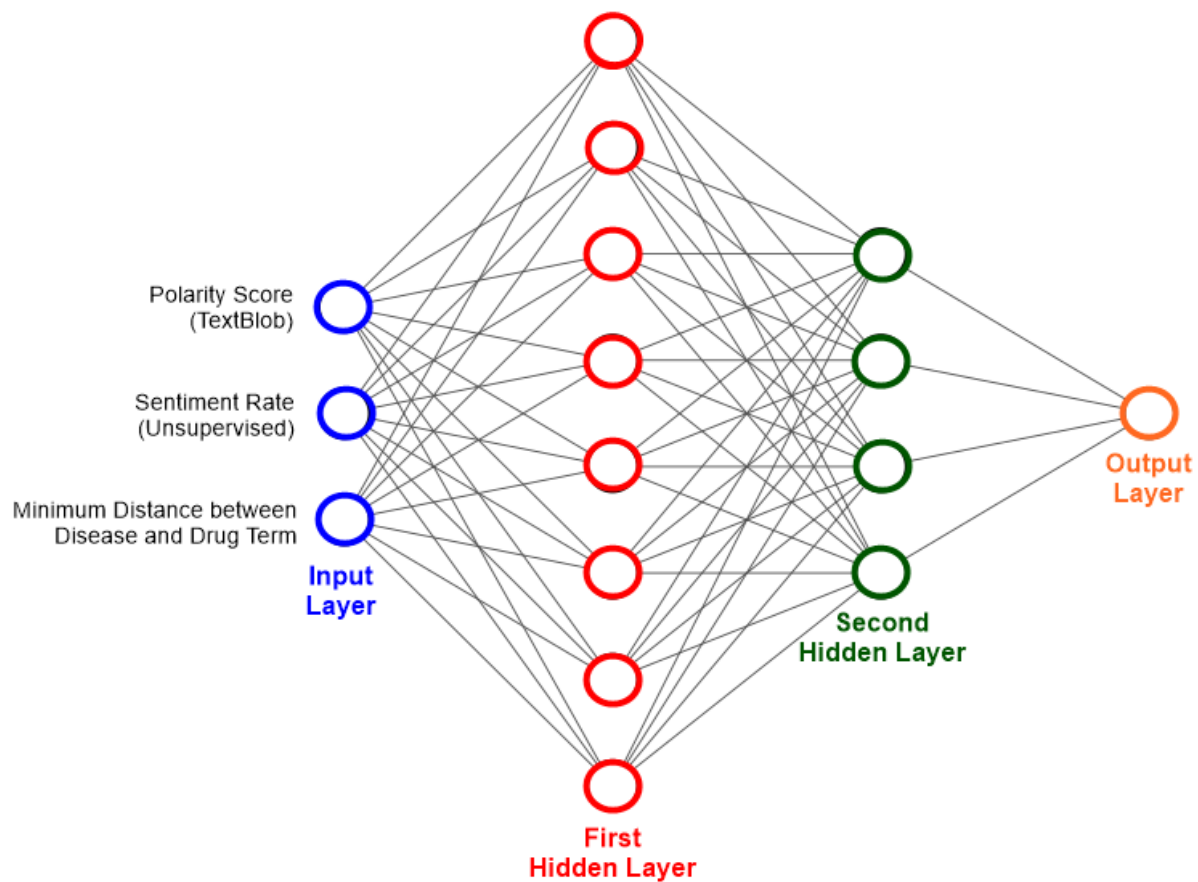 Polarity Score
(TextBlob)
Sentiment Rate
(Unsupervised)
Minimum Distance between
Disease and Drug Term
Input
Layer
First
Hidden Layer
Second
Hidden Layer
Output
Layer